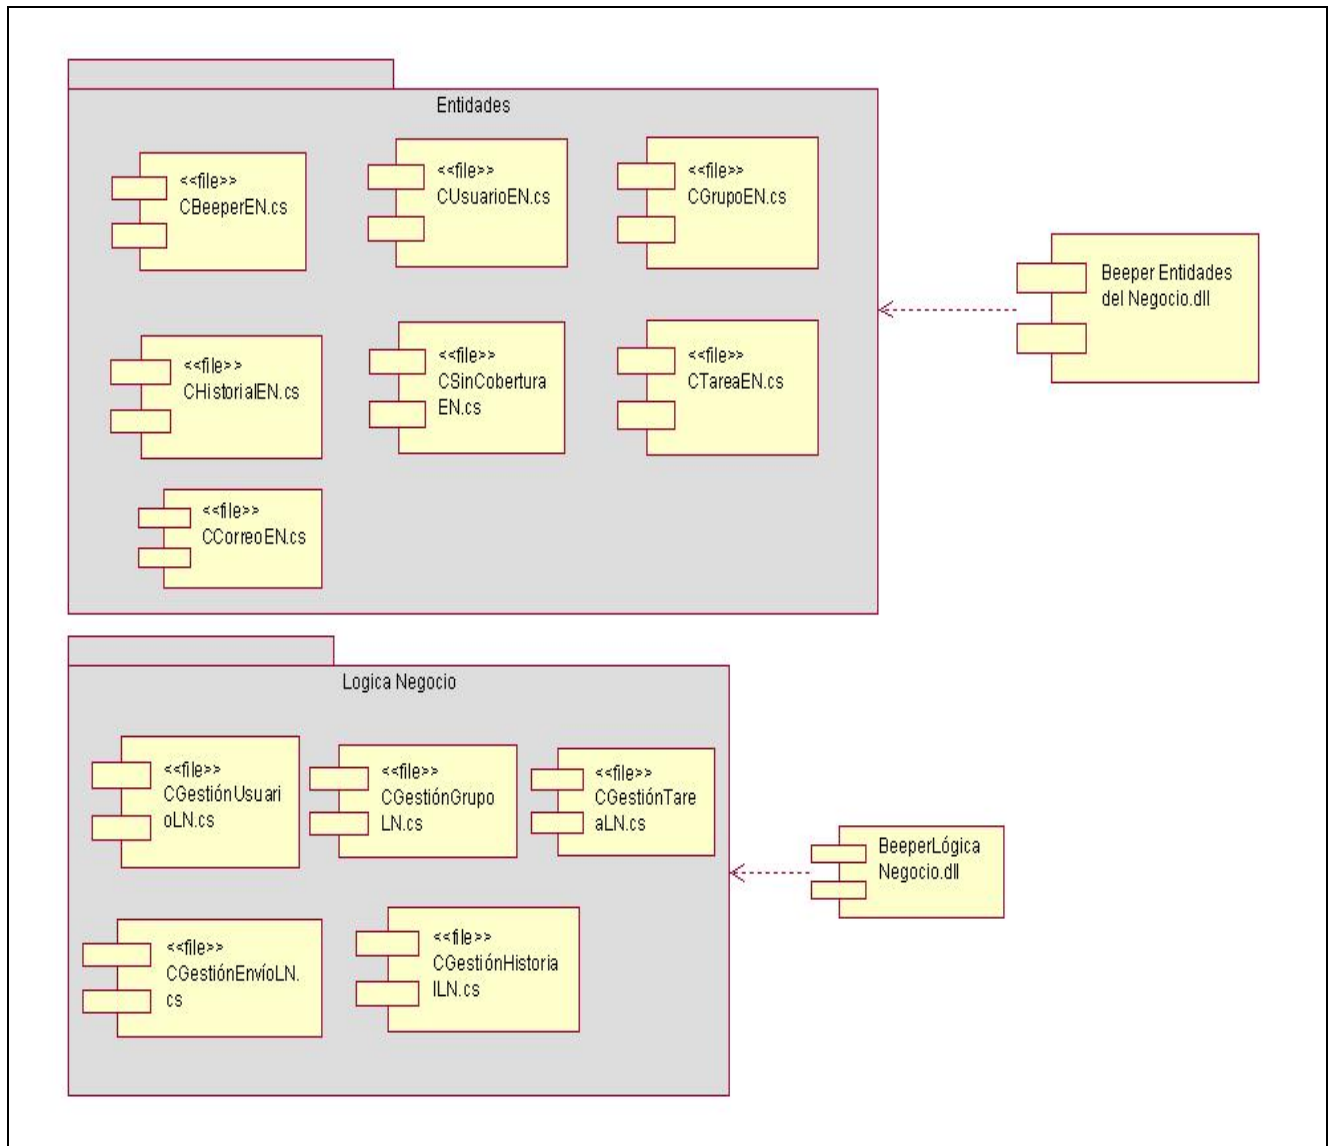 Entidades
<<file>>
CBeeperEN.cs
<<file>>
CUsuarioEN.cs
<<file>>
CGrupoEN.cs
Beeper Entidades
del Negocio.dll
<<file>>
CHistorialEN.cs
<<file>>
CSinCobertura
EN.cs
<<file>>
CTareaEN.cs
<<file>>
CCorreoEN.cs
Logica Negocio
<<file>>
CGestiónUsuari
oLN.cs
<<file>>
CGestiónGrupo
LN.cs
<<file>>
CGestiónTare
aLN.cs
BeeperLógica
Negocio.dll
<<file>>
CGestiónEnvíoLN.
cs
<<file>>
CGestiónHistoria
lLN.cs